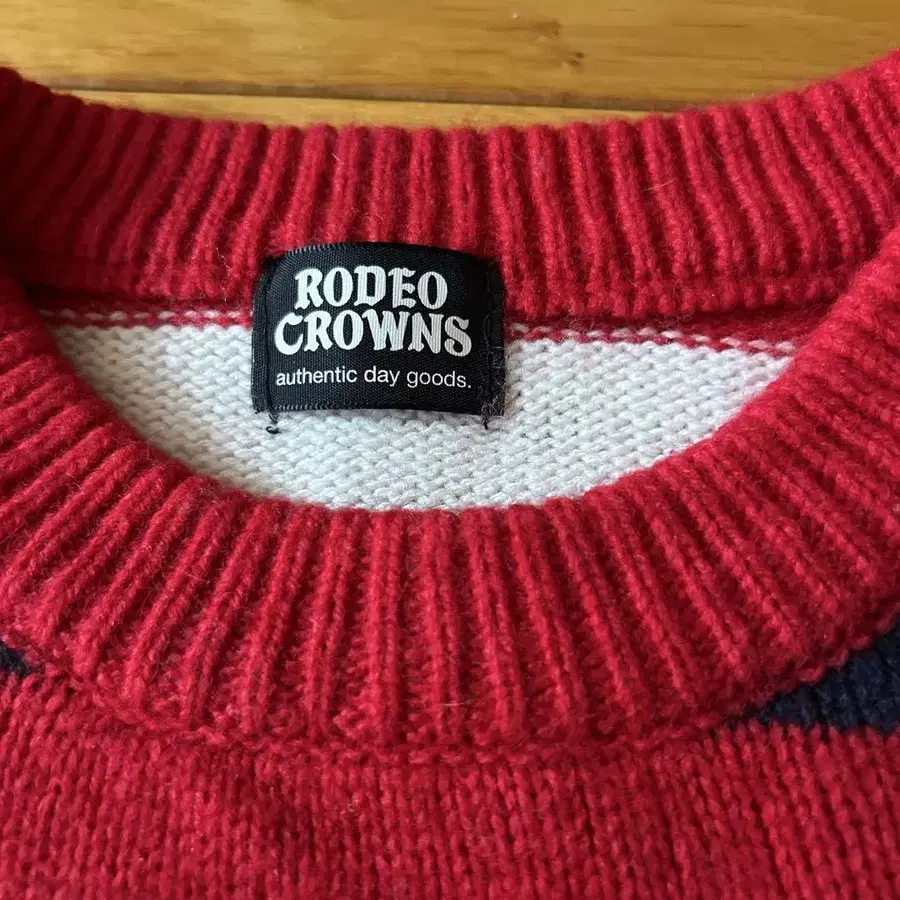 RODEO
CROWNS
authentic day goods.